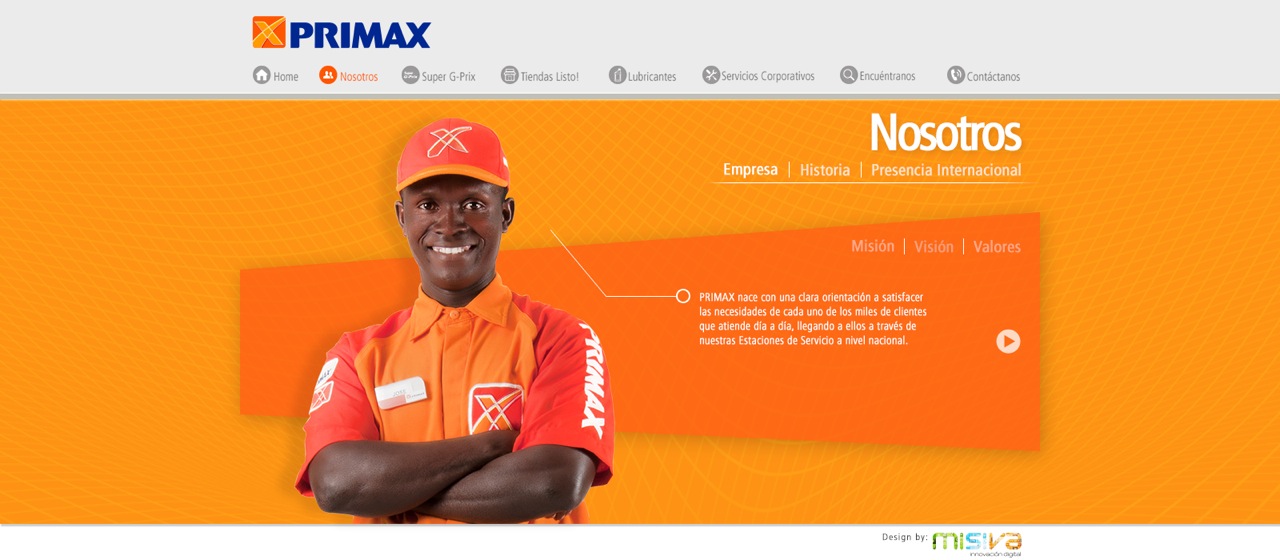 PRIMAX
Home Nosotros Super G-Prix Tiendas Listo! Lubricantes Servicios Corporativos Encuéntranos Contáctanos
Nosotros
Empresa | Historia | Presencia Internacional
Misión | Visión | Valores
PRIMAX nace con una clara orientación a satisfacer
las necesidades de cada uno de los miles de clientes
que atiende día a día, llegando a ellos a través de
nuestras Estaciones de Servicio a nivel nacional.
PRIMAX
Design by: misiva
innovación digital